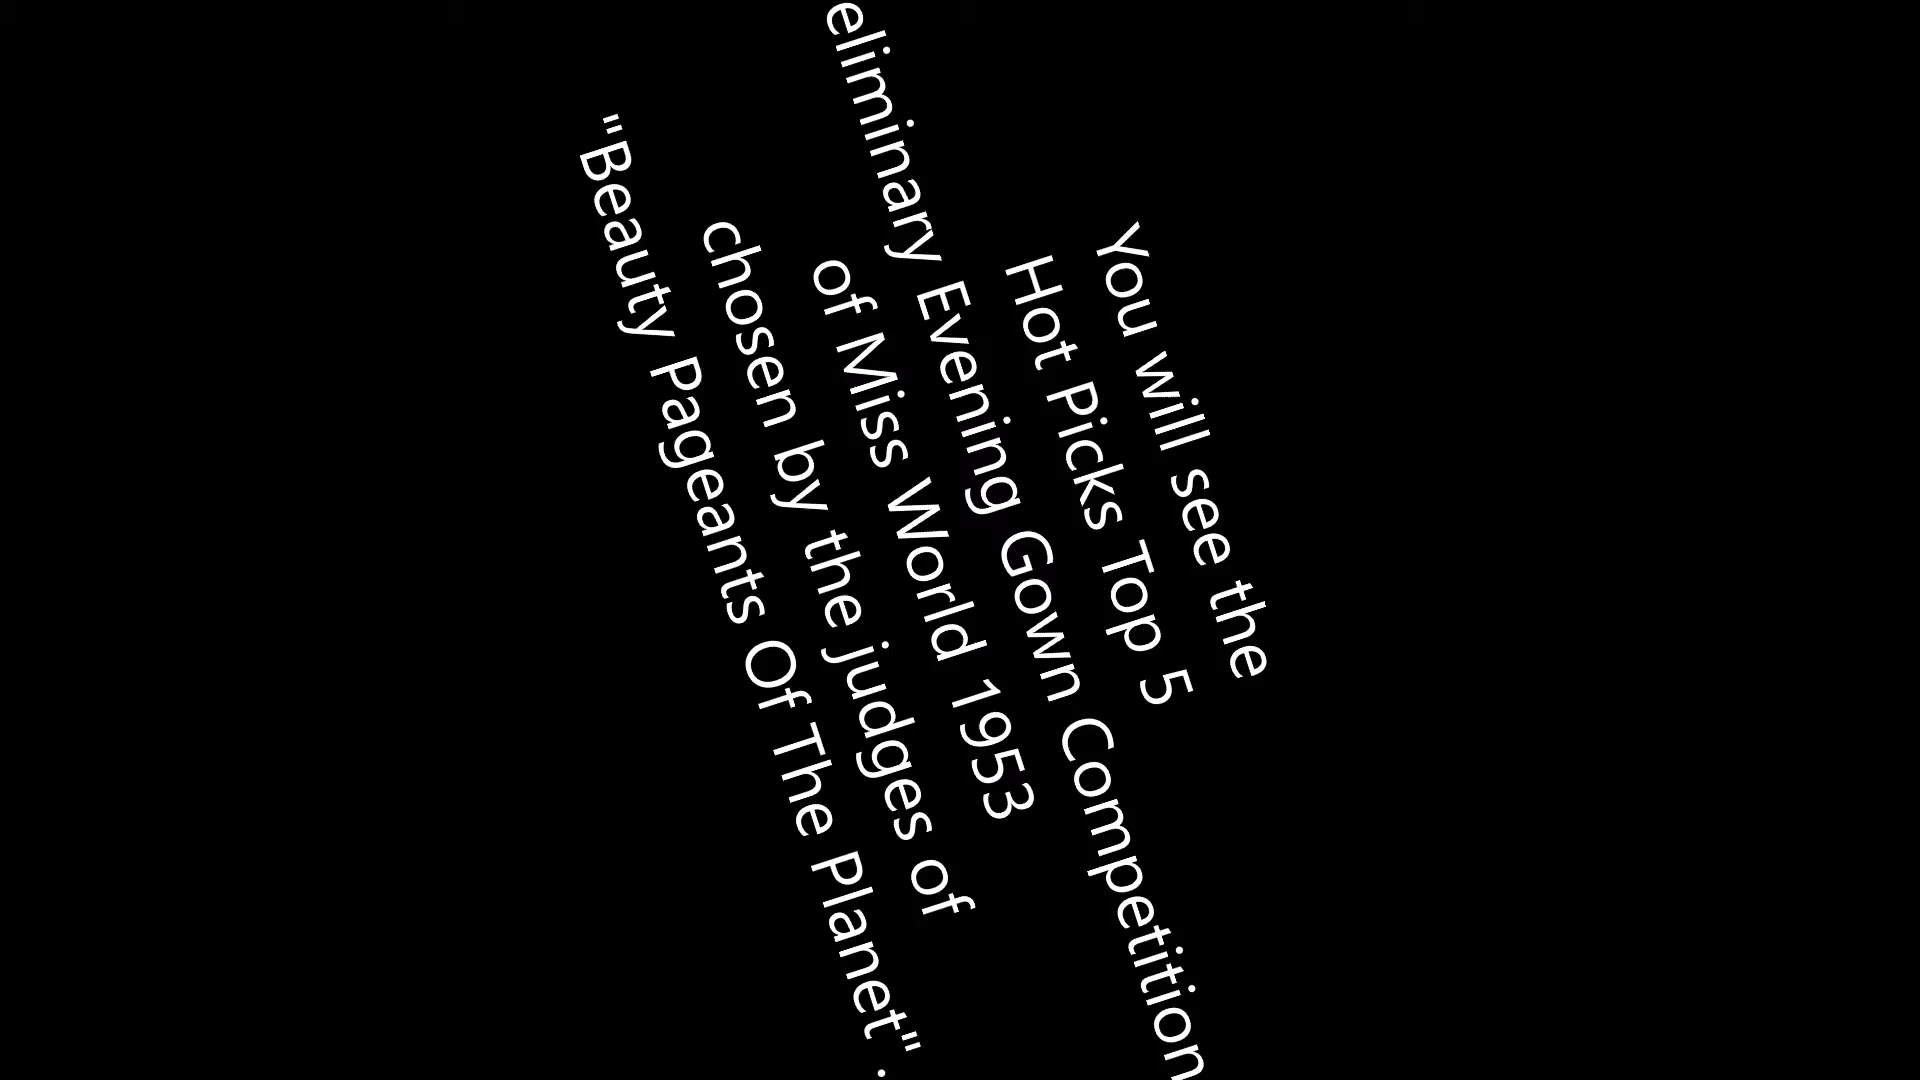 You will see the
Hot Picks Top 5
eliminary Evening Gown Competition
of Miss World 1953
chosen by the judges of
"Beauty Pageants Of The Planet" .